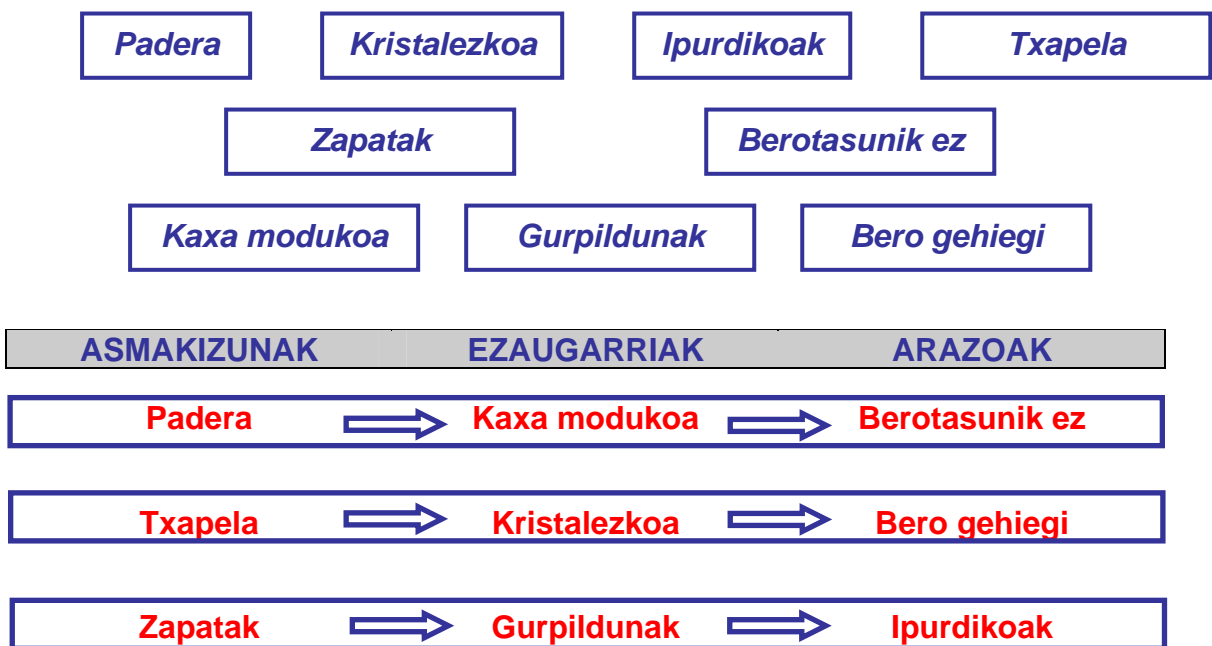 Padera Kristalezkoa Ipurdikoak Txapela
Zapatak Berotasunik ez
Kaxa modukoa Gurpildunak Bero gehiegi
ASMAKIZUNAK EZAUGARRIAK ARAZOAK
Padera Kaxa modukoa Berotasunik ez
Txapela Kristalezkoa Bero gehiegi
Zapatak Gurpildunak Ipurdikoak